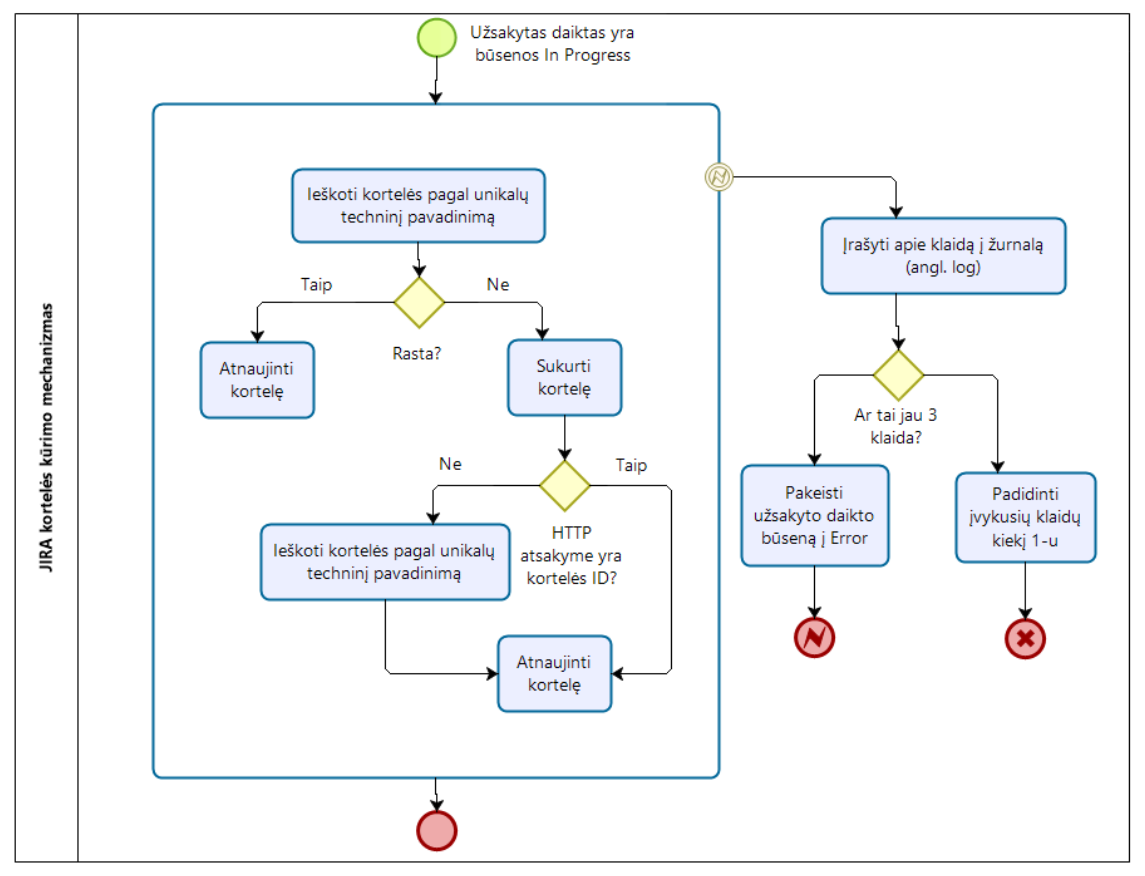 JIRA kortelės kūrimo mechanizmas
Užsakytas daiktas yra
būsenos In Progress
Ieškoti kortelės pagal unikalų
techninį pavadinimą
Taip
Ne
Rasta?
Atnaujinti
kortelę
Sukurti
kortelę
Ne
Taip
HTTP
atsakyme yra
kortelės ID?
Ieškoti kortelės pagal unikalų
techninį pavadinimą
Atnaujinti
kortelę
Įrašyti apie klaidą į žurnalą
(angl. log)
Ar tai jau 3
klaida?
Pakeisti
užsakyto daikto
būseną į Error
Padidinti
įvykusių klaidų
kiekį 1-u